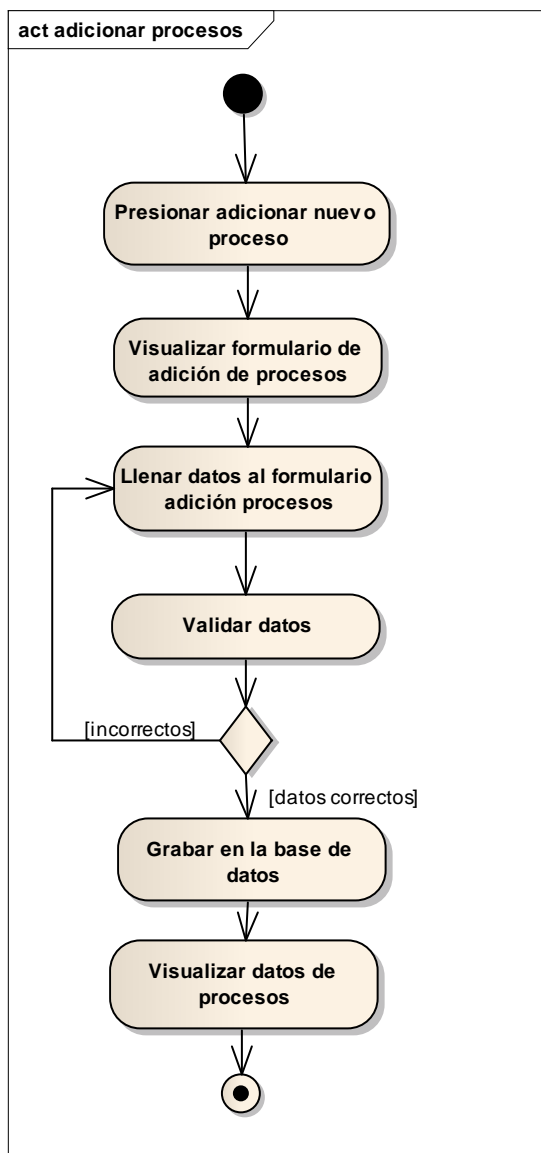 act adicionar procesos
Presionar adicionar nuevo
proceso
Visualizar formulario de
adición de procesos
Llenar datos al formulario
adición procesos
Validar datos
[incorrectos]
[datos correctos]
Grabar en la base de
datos
Visualizar datos de
procesos